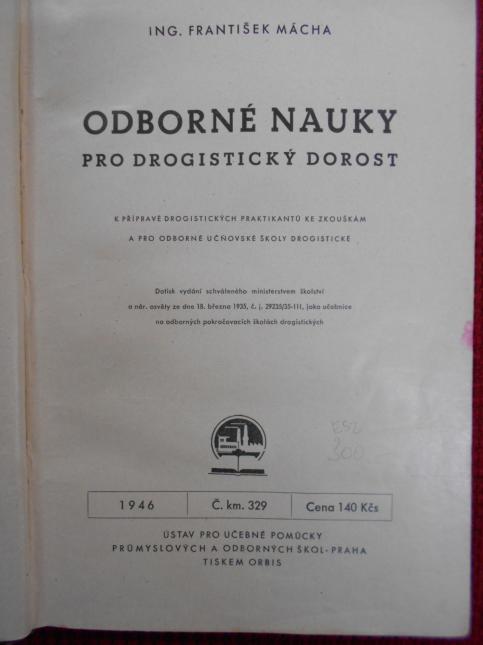 ING. FRANTIŠEK MÁCHA
ODBORNÉ NAUKY
PRO DROGISTICKÝ DOROST
K PŘÍPRAVĚ DROGISTICKÝCH PRAKTIKANTŮ KE ZKOUŠKÁM
A PRO ODBORNÉ UČŇOVSKÉ ŠKOLY DROGISTICKÉ
Dotisk vydání schváleného ministerstvem školství
a nár. osvěty ze dne 18. března 1935, č. j. 29235/35-III, jako učebnice
na odborných pokračovacích školách drogistických
300
1946 Č. km. 329 Cena 140 Kčs
ÚSTAV PRO UČEBNÉ POMŮCKY
PRŮMYSLOVÝCH A ODBORNÝCH ŠKOL-PRAHA
TISKEM ORBIS